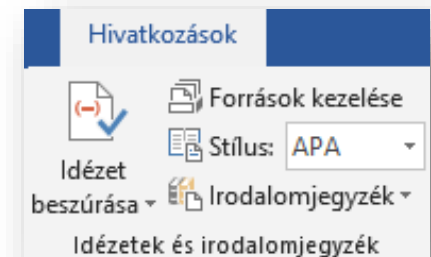 Hivatkozások
(-)
Idézet
beszúrása
Források kezelése
Stílus: APA
Irodalomjegyzék
Idézetek és irodalomjegyzék